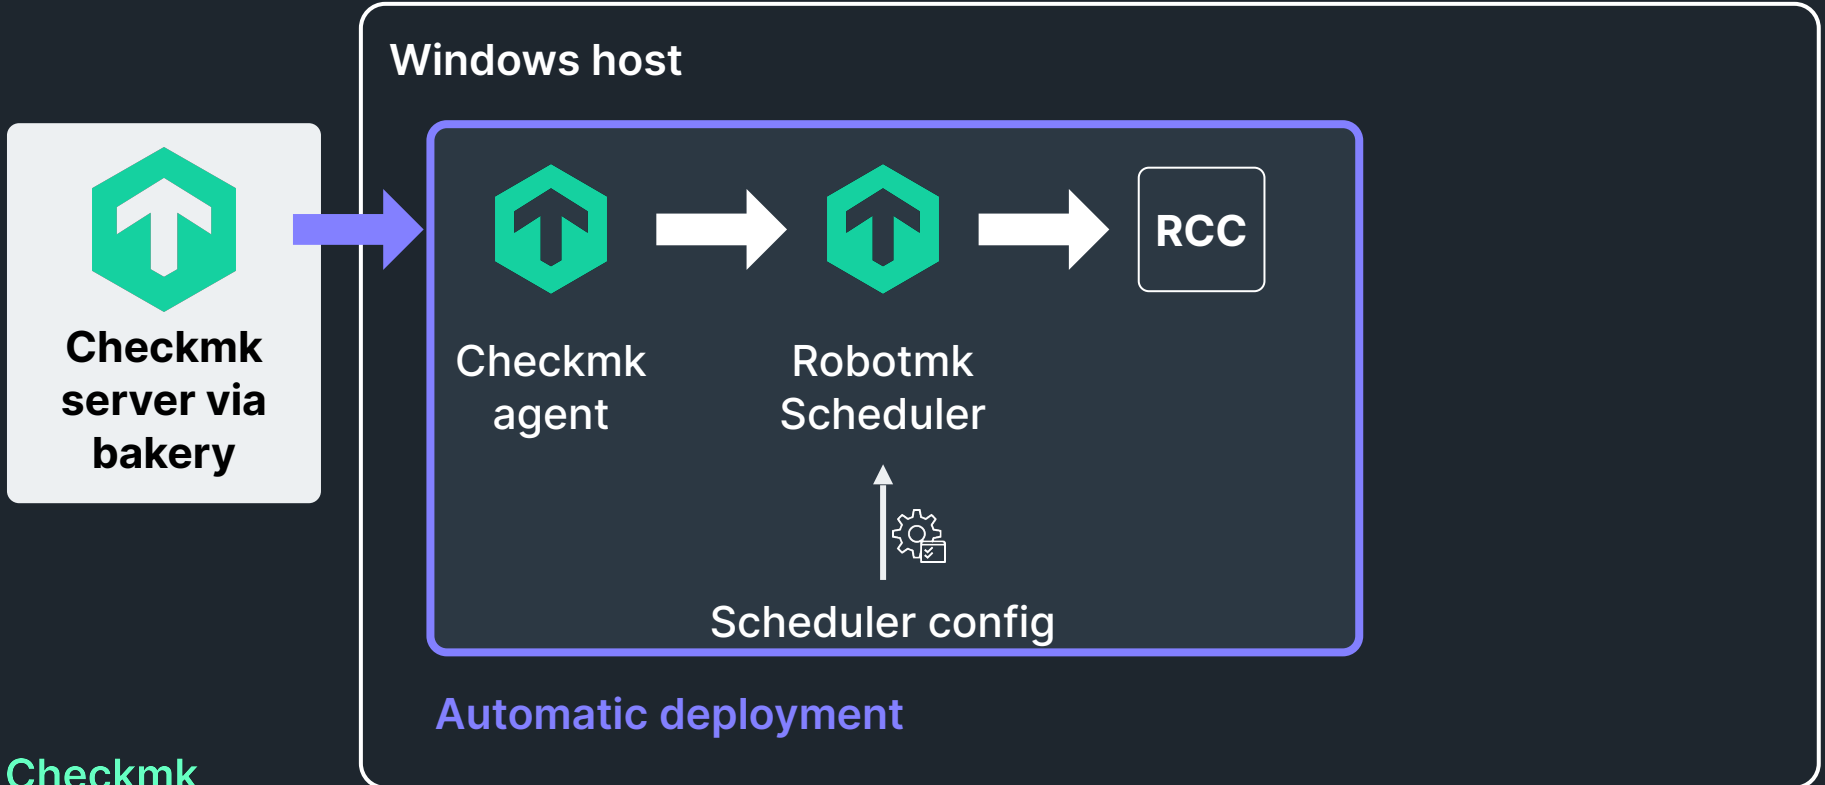 Windows host
Checkmk
server via
bakery
Checkmk
agent
Robotmk
Scheduler
RCC
Scheduler config
Automatic deployment
Checkmk